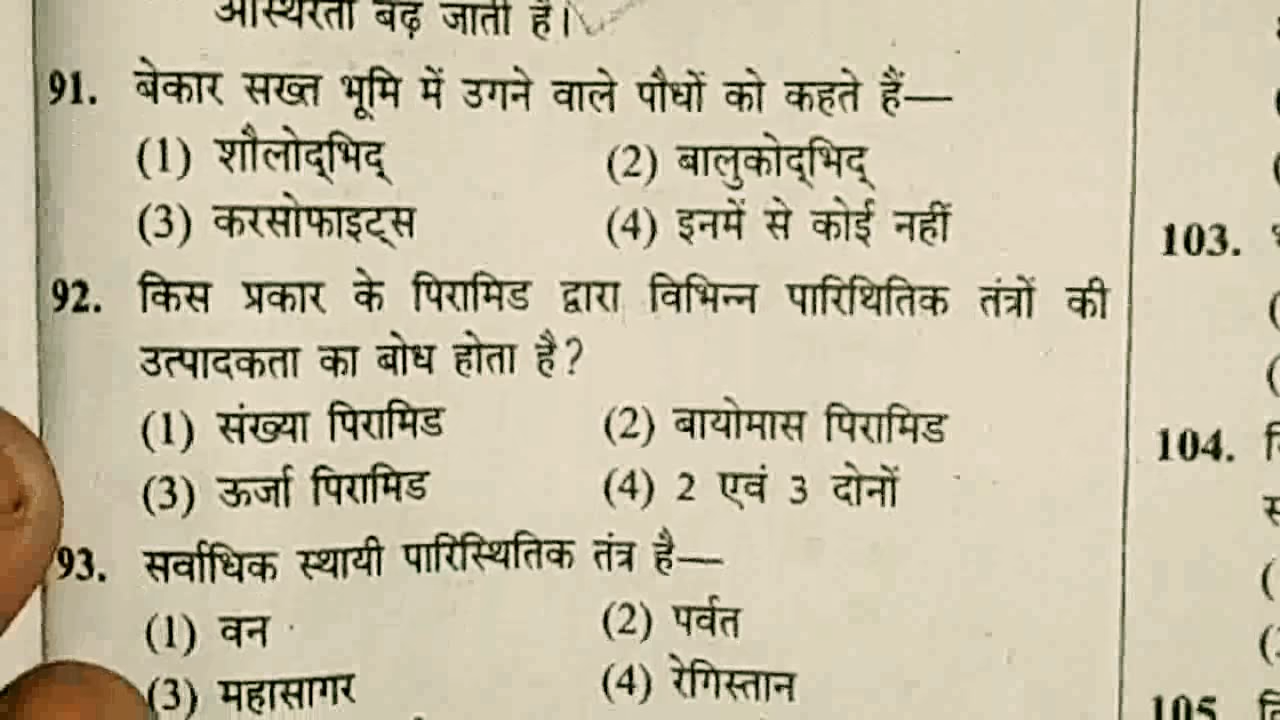 अस्थिरता बढ़ जाती है।
91. बेकार सख्त भूमि में उगने वाले पौधों को कहते हैं—
(1) शौलोद्‌भिद् (2) बालुकोद्‌भिद्
(3) करसोफाइट्स (4) इनमें से कोई नहीं
92. किस प्रकार के पिरामिड द्वारा विभिन्न पारिथितिक तंत्रों की
उत्पादकता का बोध होता है?
(1) संख्या पिरामिड (2) बायोमास पिरामिड
(3) ऊर्जा पिरामिड (4) 2 एवं 3 दोनों
93. सर्वाधिक स्थायी पारिस्थितिक तंत्र है—
(1) वन (2) पर्वत
(3) महासागर (4) रेगिस्तान
103.
104.
105.